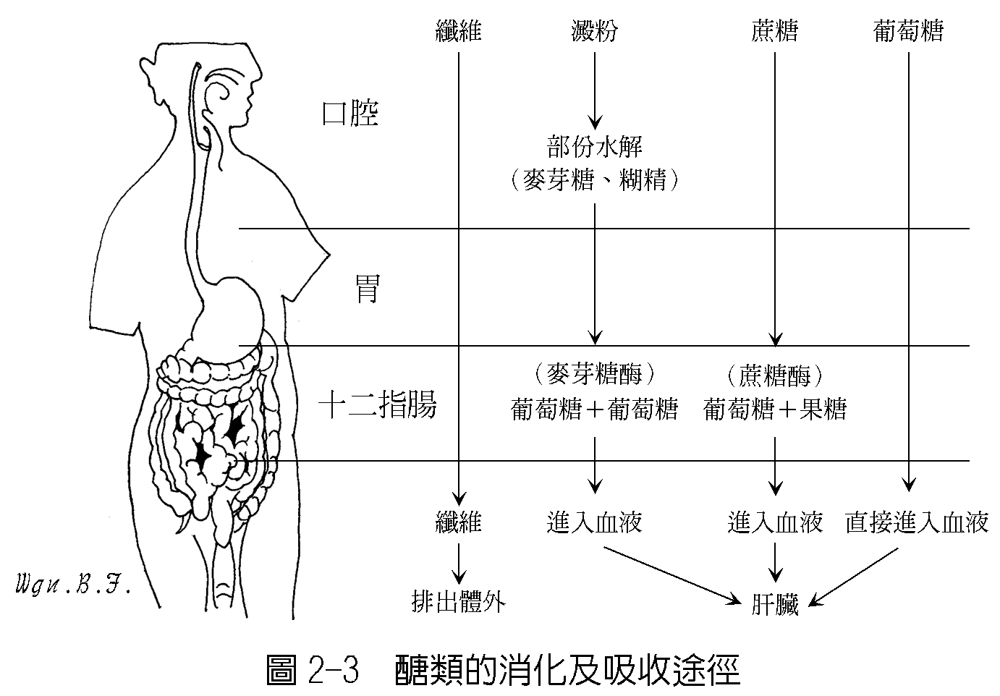 纖維 澱粉 蔗糖 葡萄糖
口腔
部份水解
（麥芽糖、糊精）
胃
十二指腸
（麥芽糖酶）
葡萄糖＋葡萄糖
（蔗糖酶）
葡萄糖＋果糖
纖維 進入血液 進入血液 直接進入血液
排出體外 肝臟
Wgn.B.J.
圖 2-3 醣類的消化及吸收途徑